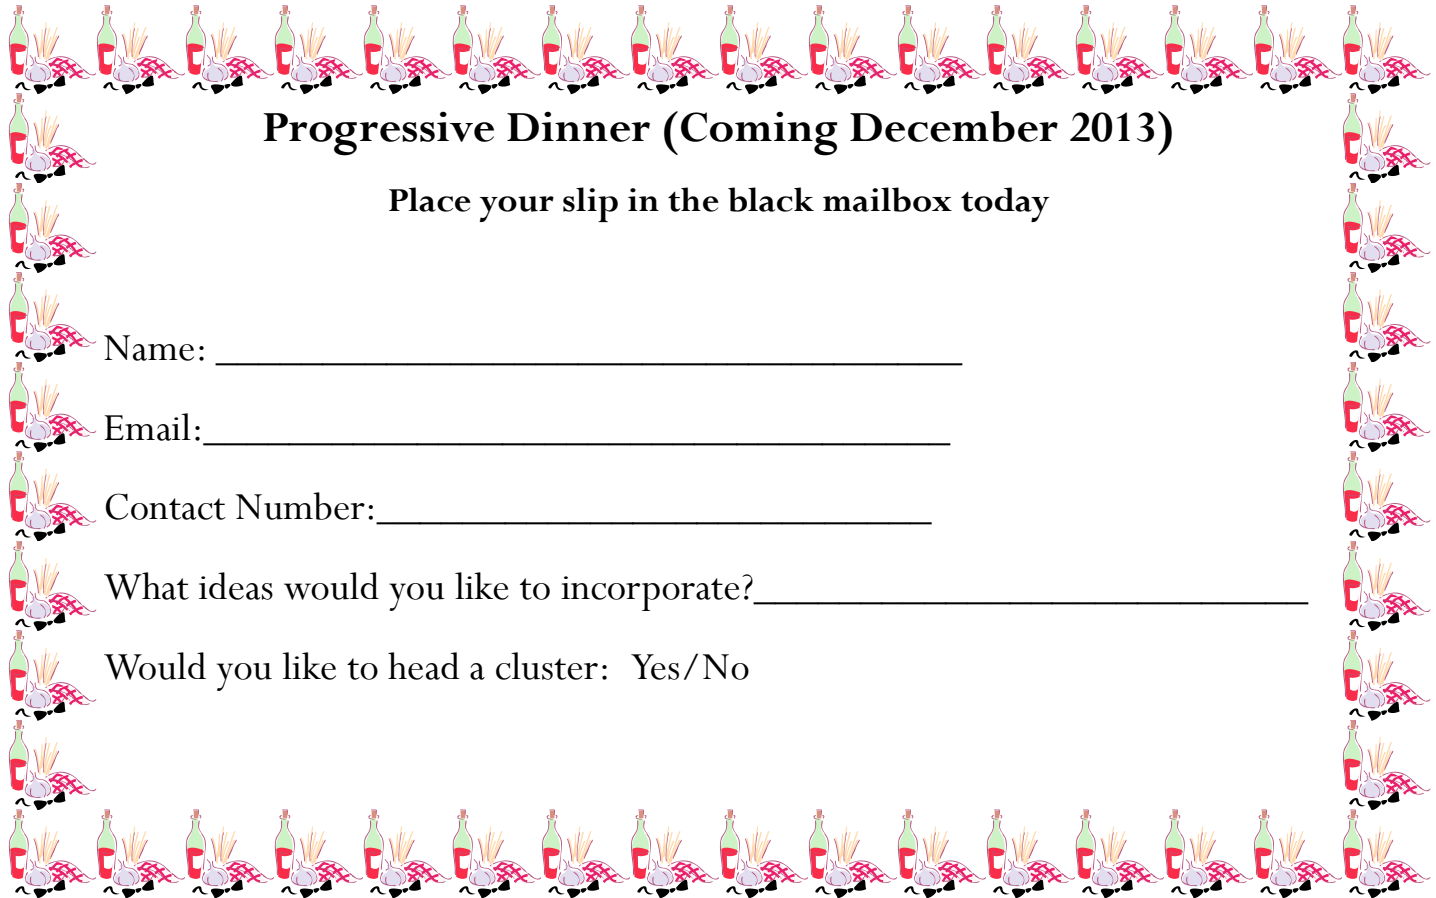 Progressive Dinner (Coming December 2013)
Place your slip in the black mailbox today
Name: ___________________________________
Email:___________________________________
Contact Number:__________________________
What ideas would you like to incorporate?__________________________
Would you like to head a cluster:  Yes/No